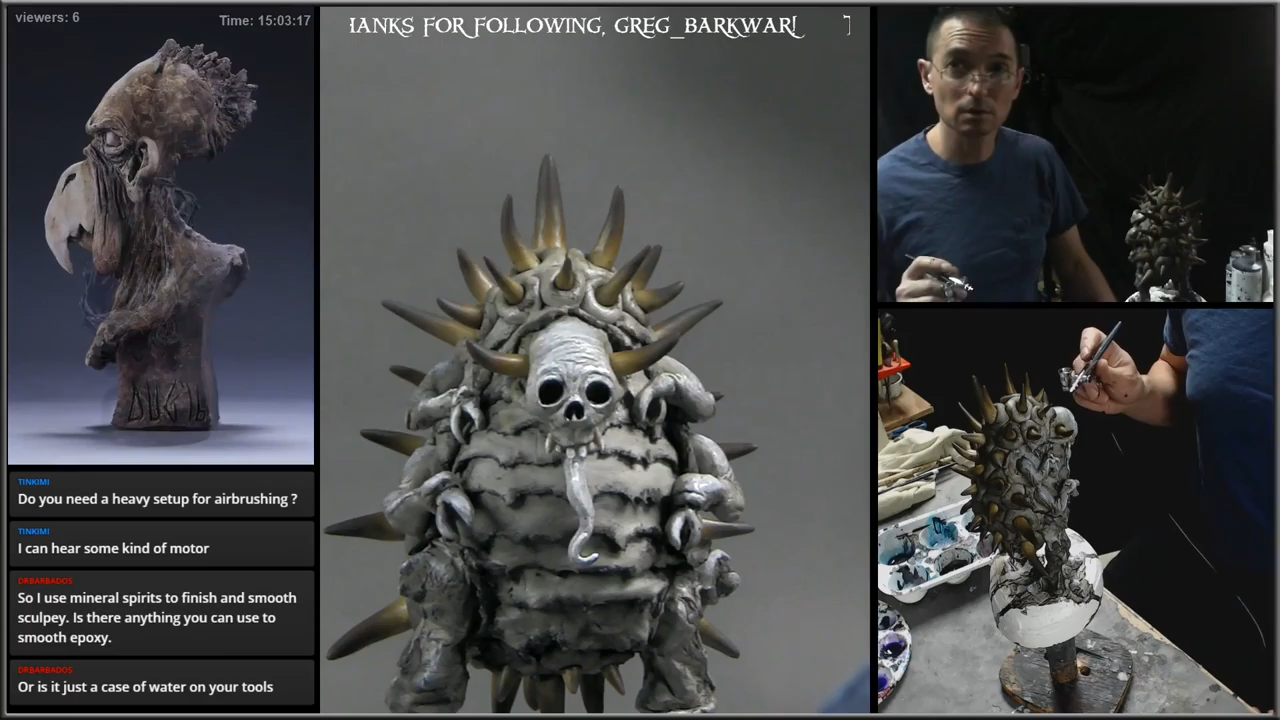 viewers: 6
Time: 15:03:17
HANKS FOR FOLLOWING, GREG_BARKWAR!
TINKIMI
Do you need a heavy setup for airbrushing ?
TINKIMI
I can hear some kind of motor
DRBARBADOS
So I use mineral spirits to finish and smooth
sculpey. Is there anything you can use to
smooth epoxy.
DRBARBADOS
Or is it just a case of water on your tools